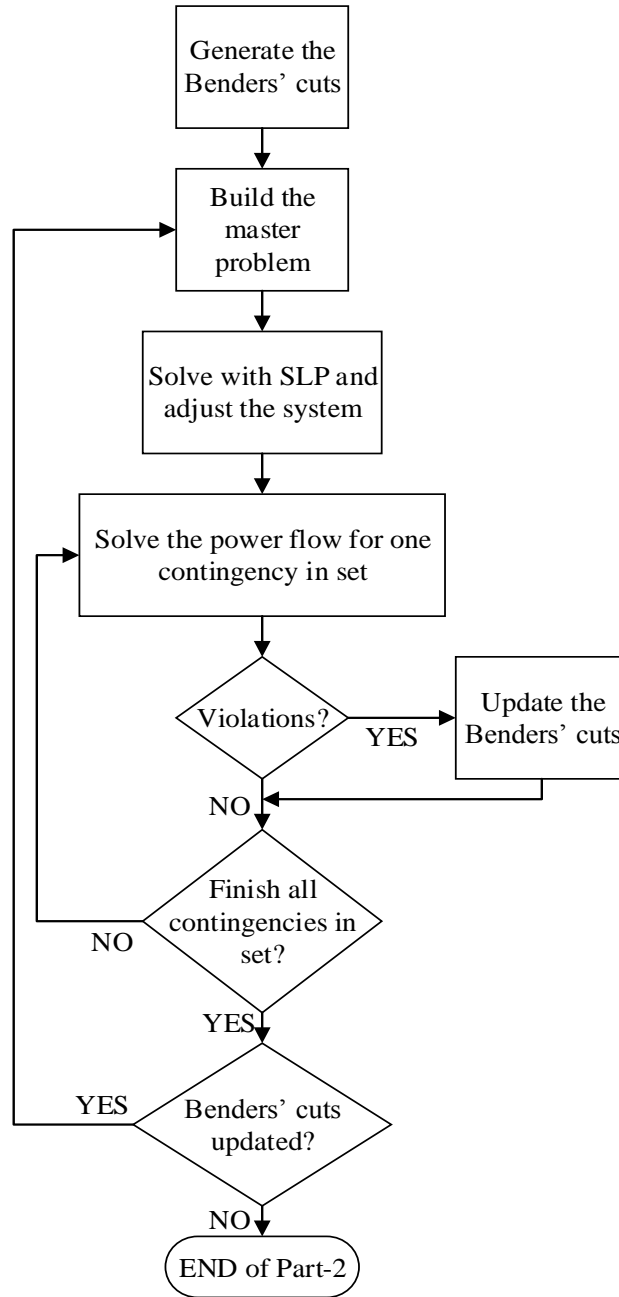 Generate the
Benders’ cuts
Build the
master
problem
Solve with SLP and
adjust the system
Solve the power flow for one
contingency in set
Violations?
YES
Update the
Benders’ cuts
NO
Finish all
contingencies in
set?
NO
YES
YES
Benders’ cuts
updated?
NO
END of Part-2